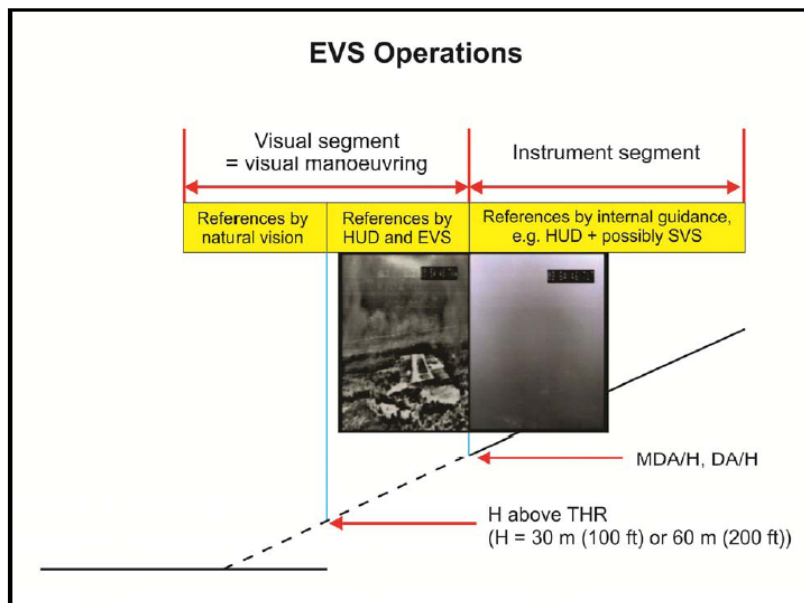 EVS Operations
Visual segment
= visual manoeuvring
Instrument segment
References by
natural vision
References by
HUD and EVS
References by internal guidance,
e.g. HUD + possibly SVS
MDA/H, DA/H
H above THR
(H = 30 m (100 ft) or 60 m (200 ft))